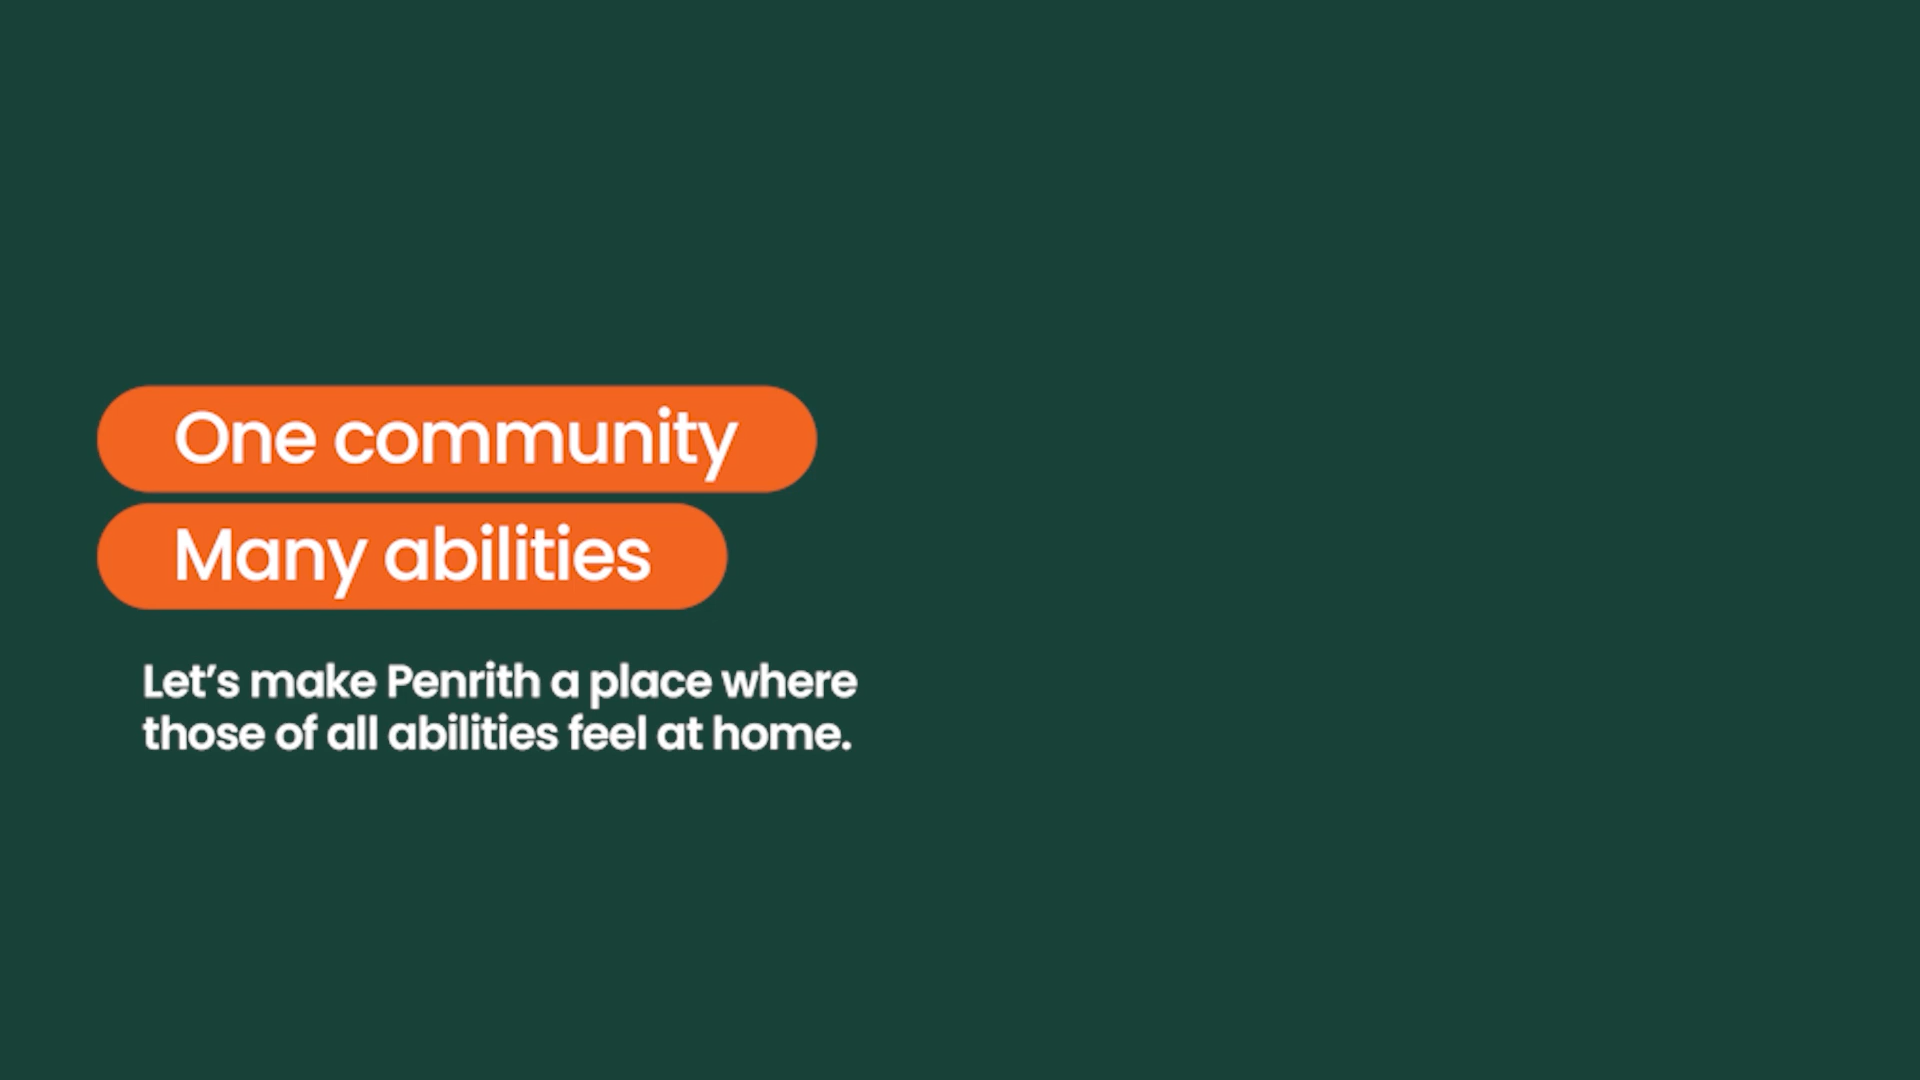 One community
Many abilities
Let’s make Penrith a place where
those of all abilities feel at home.